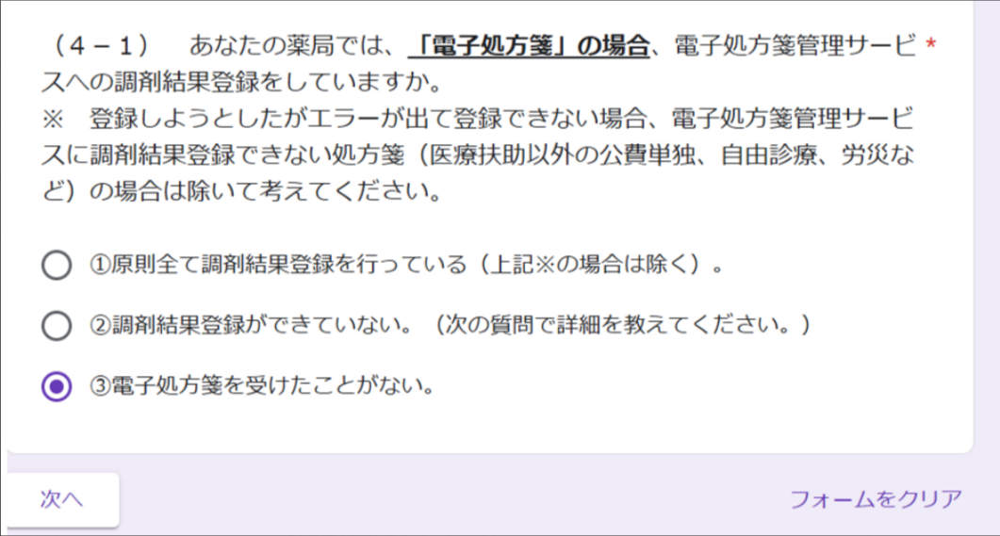 （４－１）　あなたの薬局では、「電子処方箋」の場合、電子処方箋管理サービ *
スへの調剤結果登録をしていますか。
※　登録しようとしたがエラーが出て登録できない場合、電子処方箋管理サービ
スに調剤結果登録できない処方箋（医療扶助以外の公費単独、自由診療、労災な
ど）の場合は除いて考えてください。
①原則全て調剤結果登録を行っている（上記※の場合は除く）。
②調剤結果登録ができていない。（次の質問で詳細を教えてください。）
③電子処方箋を受けたことがない。
次へ
フォームをクリア